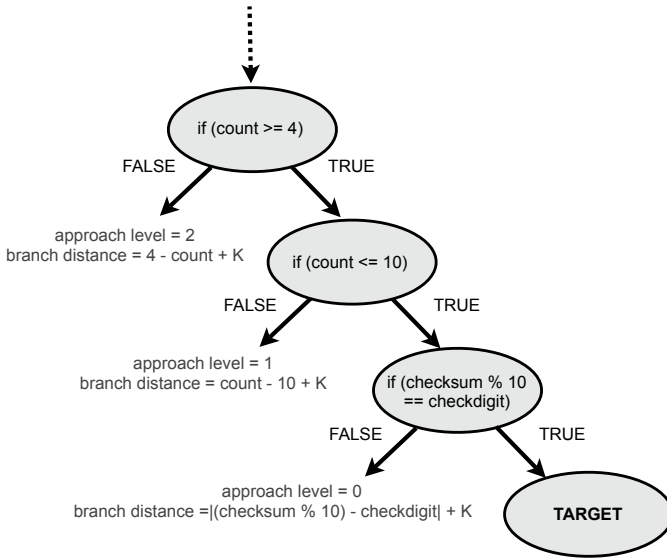 if (count >= 4)
FALSE
TRUE
approach level = 2
branch distance = 4 - count + K
if (count <= 10)
FALSE
TRUE
approach level = 1
branch distance = count - 10 + K
if (checksum % 10
== checkdigit)
FALSE
TRUE
approach level = 0
branch distance =|(checksum % 10) - checkdigit| + K
TARGET